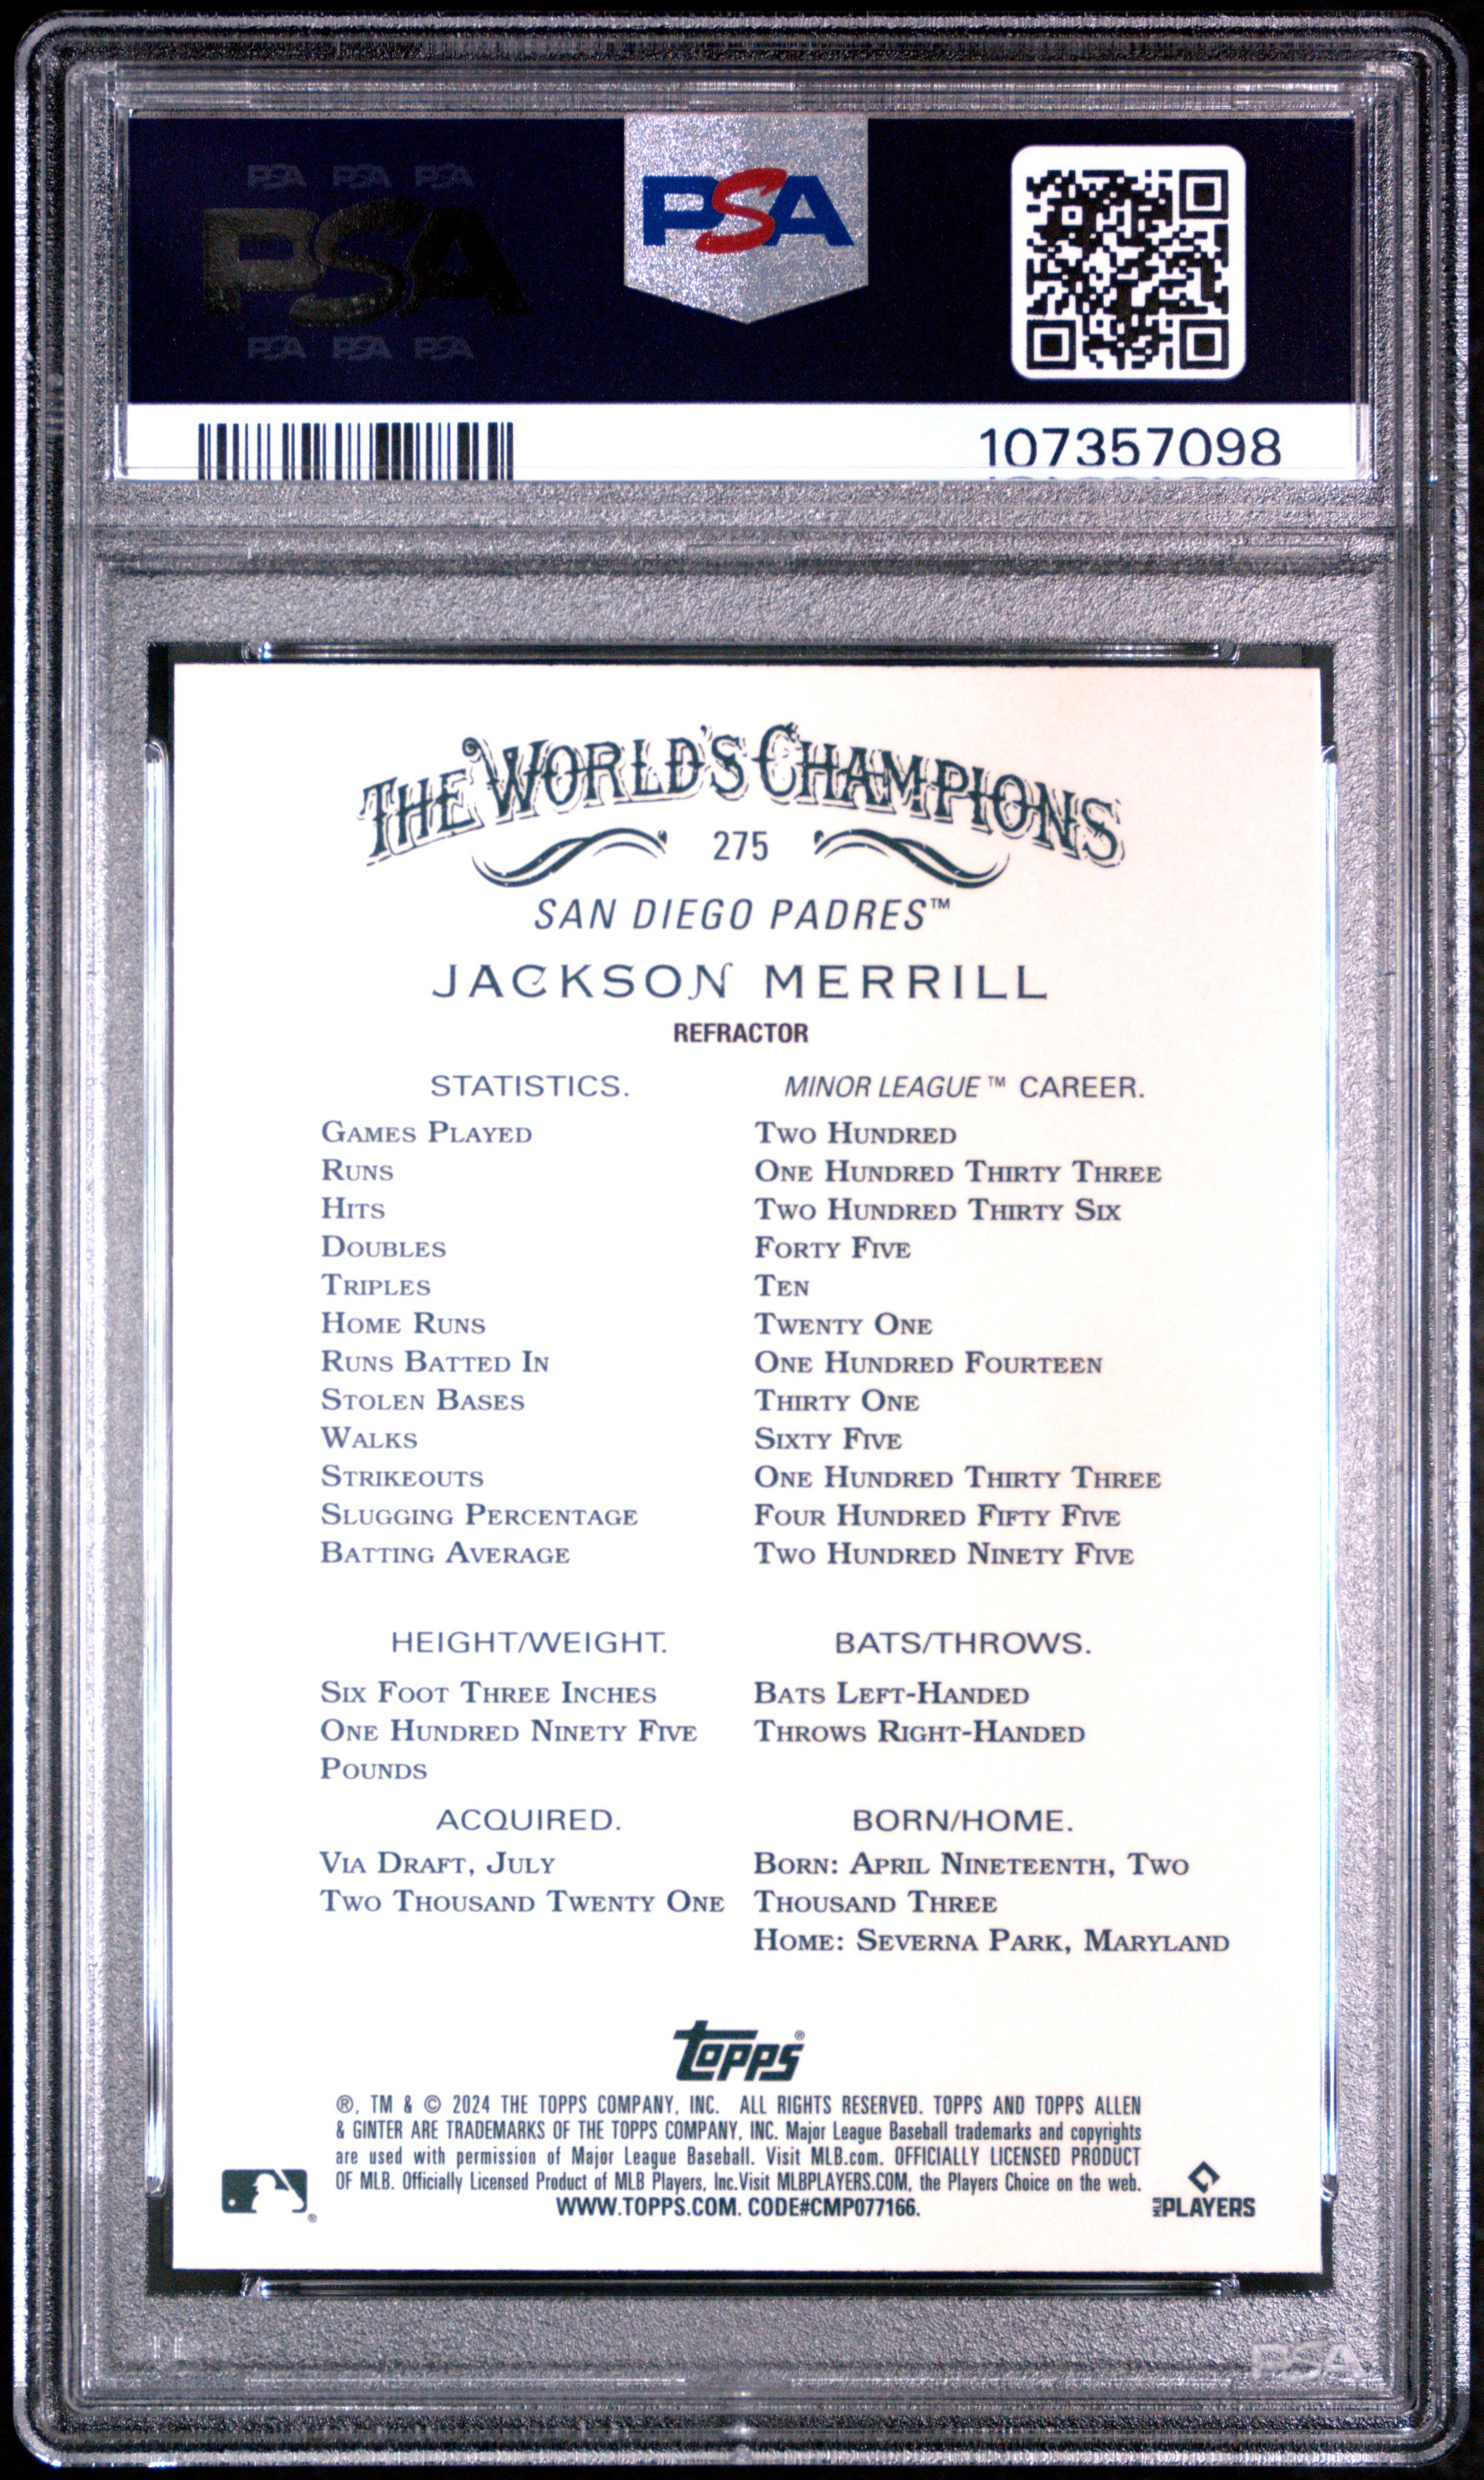 PSA PSA PSA
PSA
PSA PSA PSA
PSA
107357098
THE WORLD'S CHAMPIONS
275
SAN DIEGO PADRES™
JACKSON MERRILL
REFRACTOR
STATISTICS. MINOR LEAGUE™ CAREER.
GAMES PLAYED TWO HUNDRED
RUNS ONE HUNDRED THIRTY THREE
HITS TWO HUNDRED THIRTY SIX
DOUBLES FORTY FIVE
TRIPLES TEN
HOME RUNS TWENTY ONE
RUNS BATTED IN ONE HUNDRED FOURTEEN
STOLEN BASES THIRTY ONE
WALKS SIXTY FIVE
STRIKEOUTS ONE HUNDRED THIRTY THREE
SLUGGING PERCENTAGE FOUR HUNDRED FIFTY FIVE
BATTING AVERAGE TWO HUNDRED NINETY FIVE
HEIGHT/WEIGHT.
SIX FOOT THREE INCHES
ONE HUNDRED NINETY FIVE
POUNDS
BATS/THROWS.
BATS LEFT-HANDED
THROWS RIGHT-HANDED
ACQUIRED.
VIA DRAFT, JULY
TWO THOUSAND TWENTY ONE
BORN/HOME.
BORN: APRIL NINETEENTH, TWO
THOUSAND THREE
HOME: SEVERNA PARK, MARYLAND
topps®
®, TM & © 2024 THE TOPPS COMPANY, INC. ALL RIGHTS RESERVED. TOPPS AND TOPPS ALLEN
& GINTER ARE TRADEMARKS OF THE TOPPS COMPANY, INC. Major League Baseball trademarks and copyrights
are used with permission of Major League Baseball. Visit MLB.com. OFFICIALLY LICENSED PRODUCT
OF MLB. Officially Licensed Product of MLB Players, Inc.Visit MLBPLAYERS.COM, the Players Choice on the web.
WWW.TOPPS.COM. CODE#CMP077166.
®
MLB PLAYERS
PSA